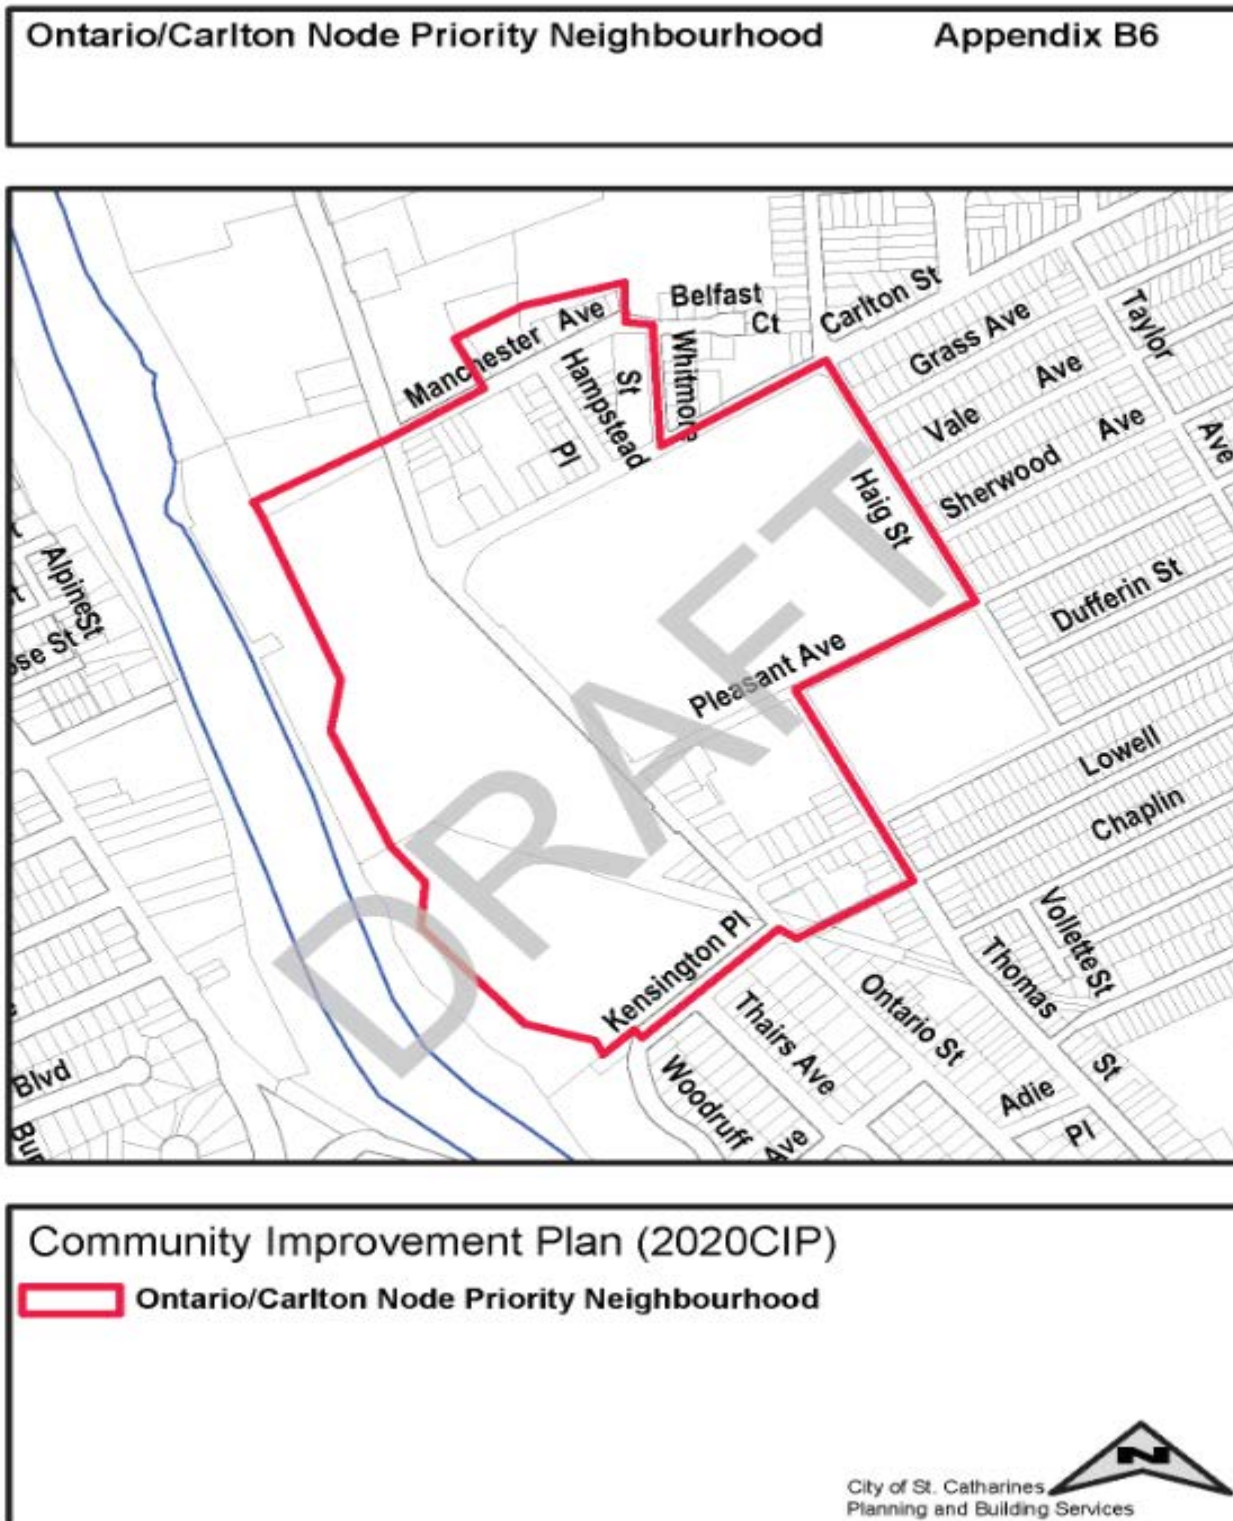 Ontario/Carlton Node Priority Neighbourhood Appendix B6
Belfast Ct
Carlton St
Manchester Ave
Hampstead Pl
St
Whitmore
Grass Ave
Taylor Ave
Vale Ave
Sherwood Ave
Haig St
Dufferin St
Alpine St
ose St
Pleasant Ave
DRAFT
Lowell
Chaplin
Vollette St
Thomas St
Kensington Pl
Ontario St
Thairs Ave
Adie Pl
Woodruff Ave
Blvd
Community Improvement Plan (2020CIP)
Ontario/Carlton Node Priority Neighbourhood
N
City of St. Catharines
Planning and Building Services